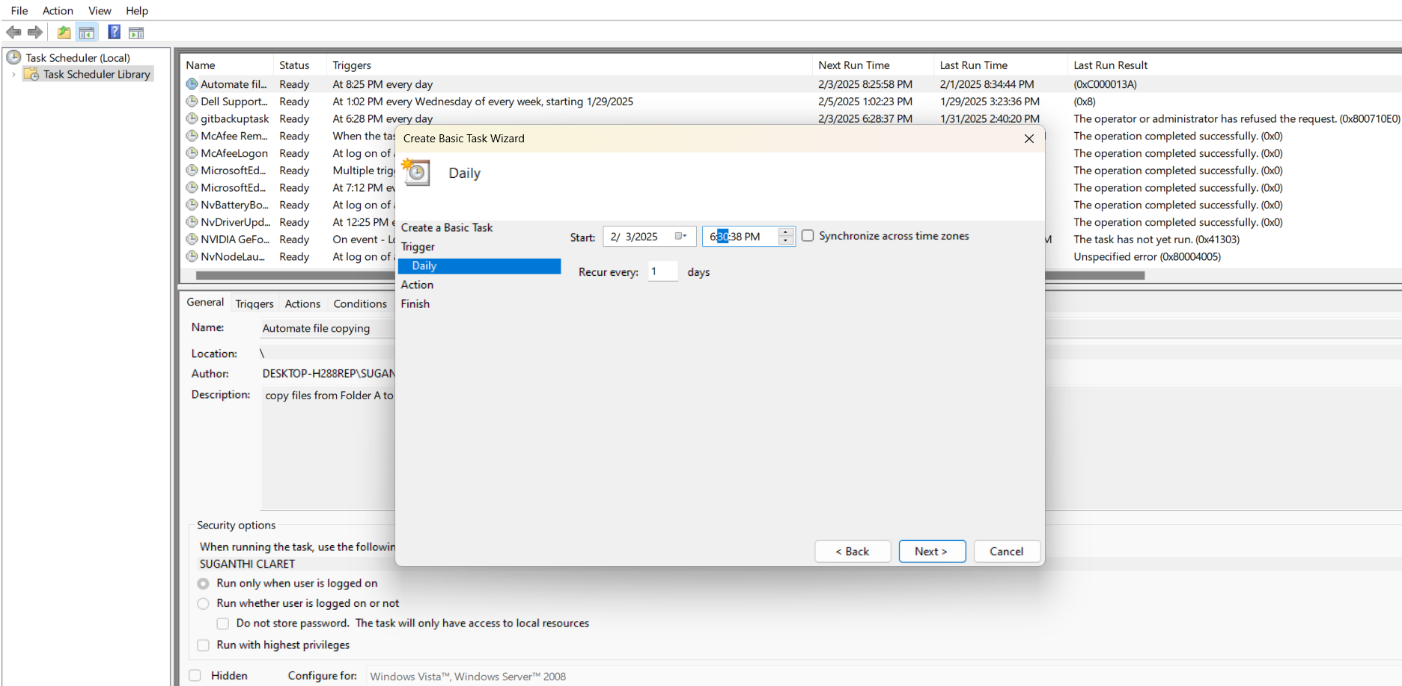 File Action View Help
Task Scheduler (Local)
Task Scheduler Library
Name Status Triggers Next Run Time Last Run Time Last Run Result
Automate fil... Ready At 8:25 PM every day 2/3/2025 8:25:58 PM 2/1/2025 8:34:44 PM (0xC000013A)
Dell Support... Ready At 1:02 PM every Wednesday of every week, starting 1/29/2025 2/5/2025 1:02:23 PM 1/29/2025 3:23:36 PM (0x8)
gitbackuptask Ready At 6:28 PM every day 2/3/2025 6:28:37 PM 1/31/2025 2:40:20 PM The operator or administrator has refused the request. (0x800710E0)
McAfee Rem... Ready When the tas The operation completed successfully. (0x0)
McAfeeLogon Ready At log on of The operation completed successfully. (0x0)
MicrosoftEd... Ready Multiple trig The operation completed successfully. (0x0)
MicrosoftEd... Ready At 7:12 PM ev The operation completed successfully. (0x0)
NvBatteryBo... Ready At log on of The operation completed successfully. (0x0)
NvDriverUpd... Ready At 12:25 PM e The operation completed successfully. (0x0)
NVIDIA GeFo... Ready On event - Lo M The task has not yet run. (0x41303)
NvNodeLau... Ready At log on of Unspecified error (0x80004005)
Create Basic Task Wizard
Daily
Create a Basic Task
Trigger
Daily
Action
Finish
Start: 2/ 3/2025 6:30:38 PM Synchronize across time zones
Recur every: 1 days
< Back Next > Cancel
General Triggers Actions Conditions
Name: Automate file copying
Location: \
Author: DESKTOP-H288REP\SUGAN
Description: copy files from Folder A to
Security options
When running the task, use the followin
SUGANTHI CLARET
Run only when user is logged on
Run whether user is logged on or not
Do not store password. The task will only have access to local resources
Run with highest privileges
Hidden Configure for: Windows Vista™, Windows Server™ 2008